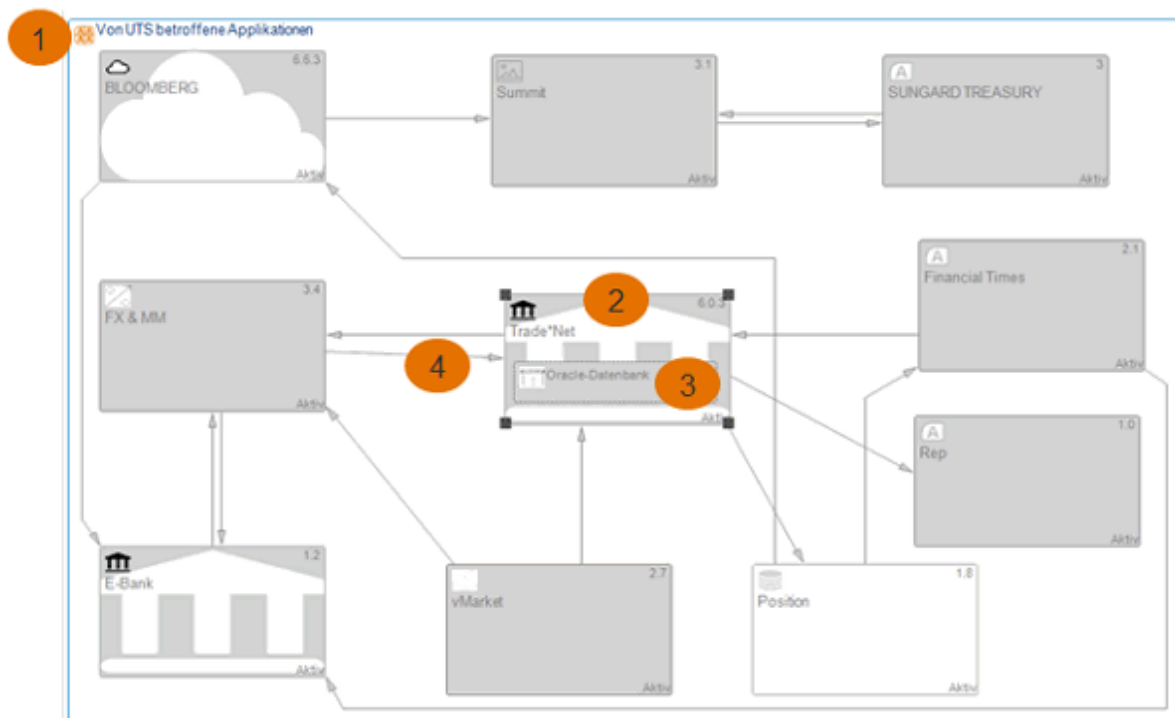 1
Von UTS betroffene Applikationen
6.6.3
BLOOMBERG
Aktiv
3.1
Summit
Aktiv
A
3
SUNGARD TREASURY
Aktiv
3.4
FX & MM
Aktiv
2
6.0.3
Trade*Net
Oracle-Datenbank
3
Aktiv
4
A
2.1
Financial Times
Aktiv
A
1.0
Rep
Aktiv
1.2
E-Bank
Aktiv
2.7
vMarket
Aktiv
1.8
Position
Aktiv